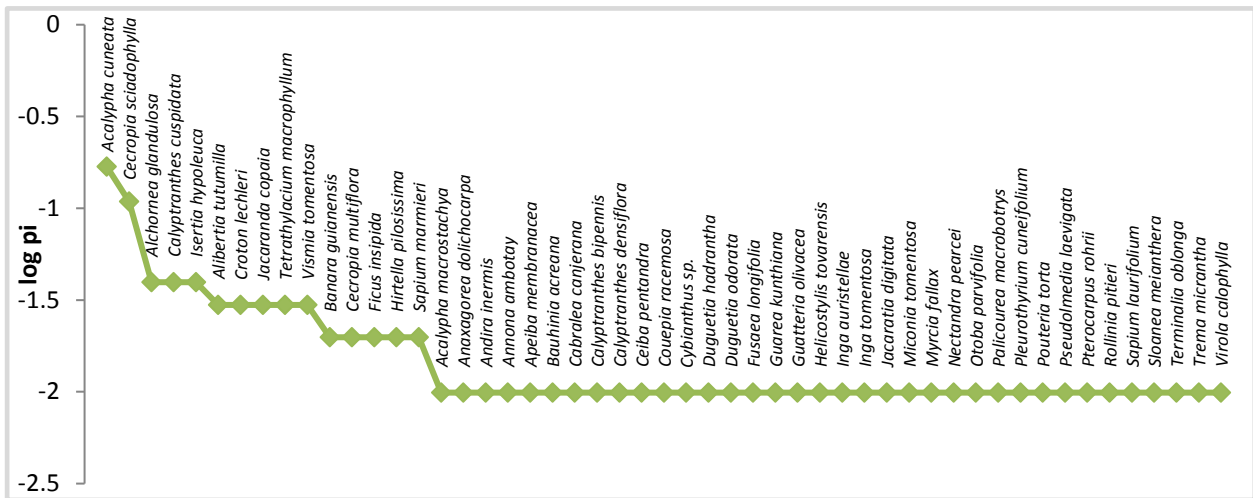 0
-0.5
-1
-1.5
-2
-2.5
log pi
Acalypha cuneata
Cecropia sciadophylla
Alchornea glandulosa
Calyptranthes cuspidata
Isertia hypoleuca
Alibertia tutumilla
Croton lechleri
Jacaranda copaia
Tetrathylacium macrophyllum
Vismia tomentosa
Banara guianensis
Cecropia multiflora
Ficus insipida
Hirtella pilosissima
Sapium marmieri
Acalypha macrostachya
Anaxagorea dolichocarpa
Andira inermis
Annona ambotay
Apeiba membranacea
Bauhinia acreana
Cabralea canjerana
Calyptranthes bipennis
Calyptranthes densiflora
Ceiba pentandra
Couepia racemosa
Cybianthus sp.
Duguetia hadrantha
Duguetia odorata
Fusaea longifolia
Guarea kunthiana
Guatteria olivacea
Helicostylis tovarensis
Inga auristellae
Inga tomentosa
Jacaratia digitata
Miconia tomentosa
Myrcia fallax
Nectandra pearcei
Otoba parvifolia
Palicourea macrobotrys
Pleurothyrium cuneifolium
Pouteria torta
Pseudolmedia laevigata
Pterocarpus rohrii
Rollinia pitieri
Sapium laurifolium
Sloanea melianthera
Terminalia oblonga
Trema micrantha
Virola calophylla